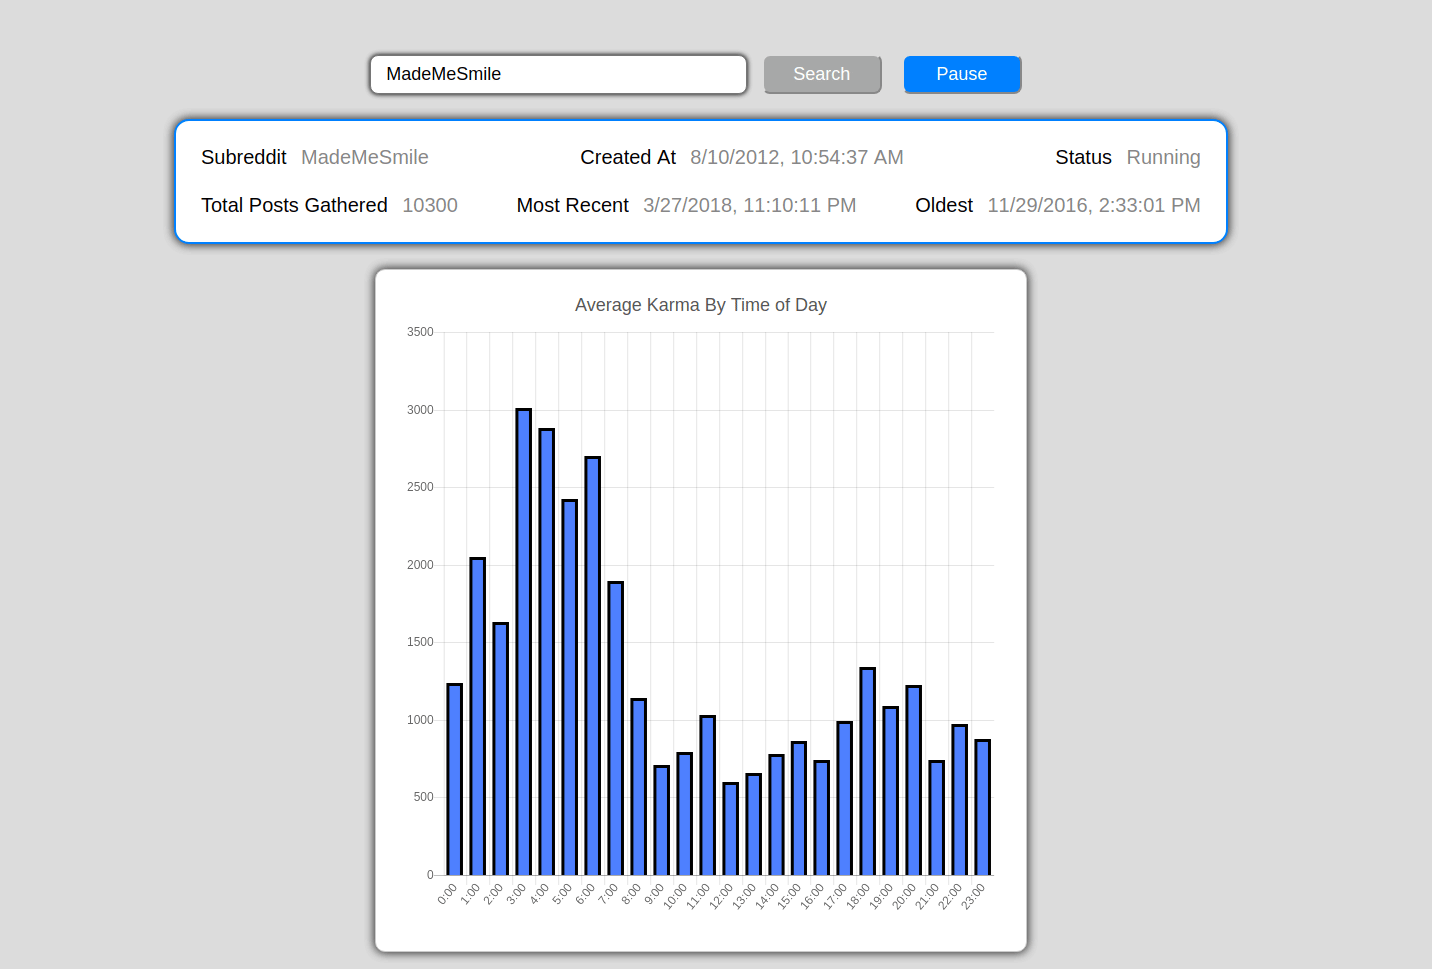 MadeMeSmile Search Pause
Subreddit MadeMeSmile Created At 8/10/2012, 10:54:37 AM Status Running
Total Posts Gathered 10300 Most Recent 3/27/2018, 11:10:11 PM Oldest 11/29/2016, 2:33:01 PM
Average Karma By Time of Day
3500
3000
2500
2000
1500
1000
500
0
0:00 1:00 2:00 3:00 4:00 5:00 6:00 7:00 8:00 9:00 10:00 11:00 12:00 13:00 14:00 15:00 16:00 17:00 18:00 19:00 20:00 21:00 22:00 23:00